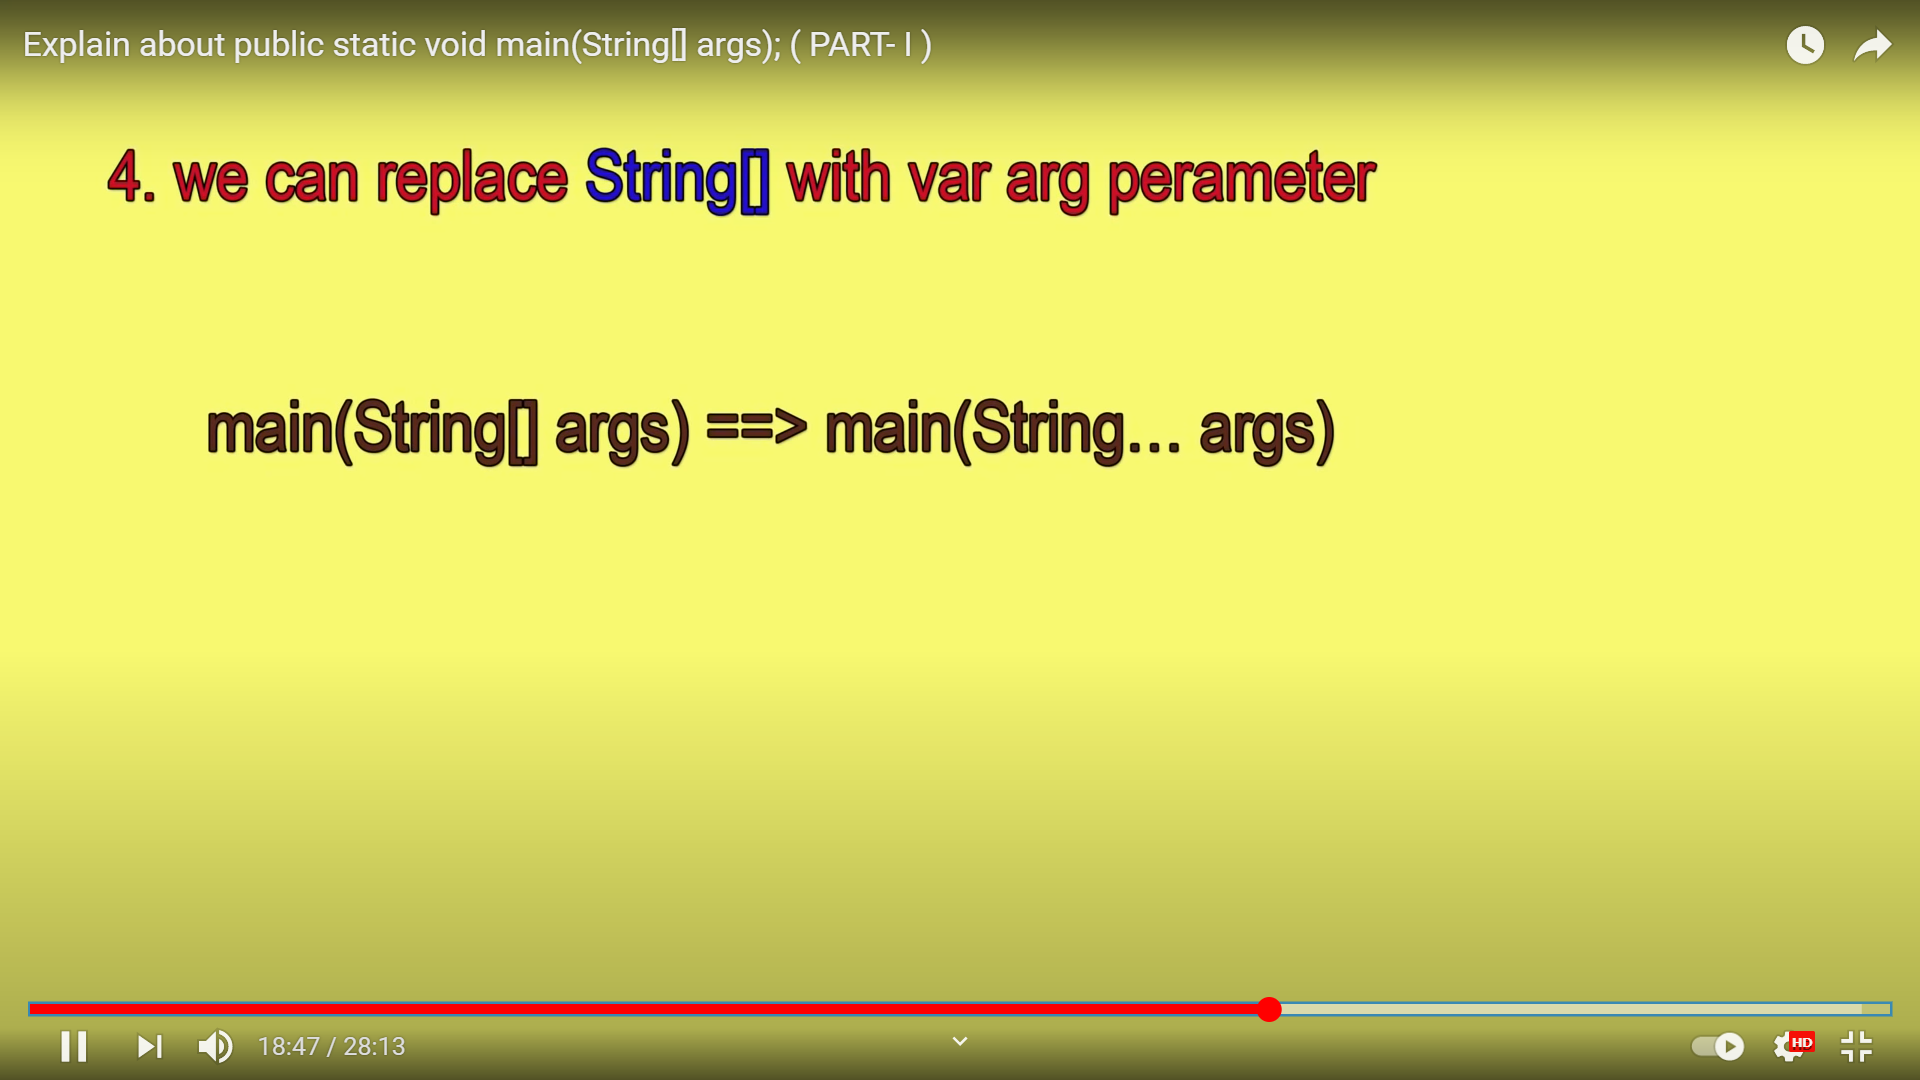 Explain about public static void main(String[] args); ( PART- I )
4. we can replace String[] with var arg perameter
main(String[] args) ==> main(String... args)
18:47 / 28:13
HD